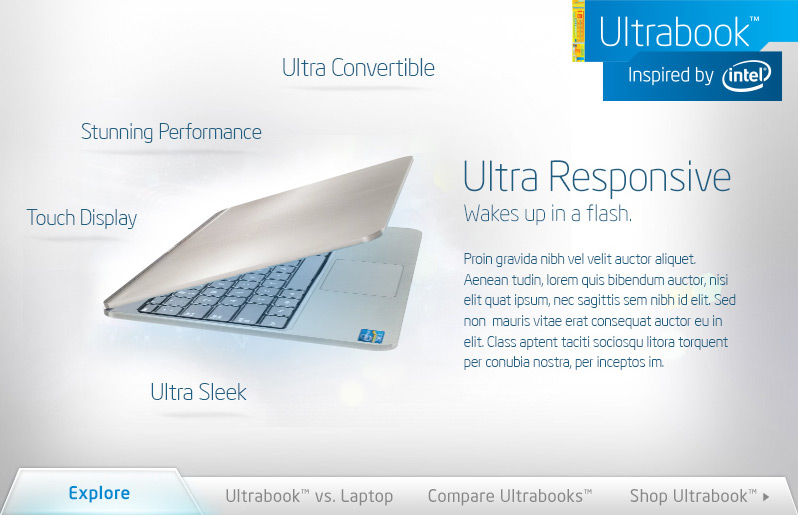 Ultrabook™
Inspired by intel®
Ultra Convertible
Stunning Performance
Touch Display
Ultra Sleek
Ultra Responsive
Wakes up in a flash.
Proin gravida nibh vel velit auctor aliquet.
Aenean tudin, lorem quis bibendum auctor, nisi
elit quat ipsum, nec sagittis sem nibh id elit. Sed
non mauris vitae erat consequat auctor eu in
elit. Class aptent taciti sociosqu litora torquent
per conubia nostra, per inceptos im.
Explore
Ultrabook™ vs. Laptop
Compare Ultrabooks™
Shop Ultrabook™